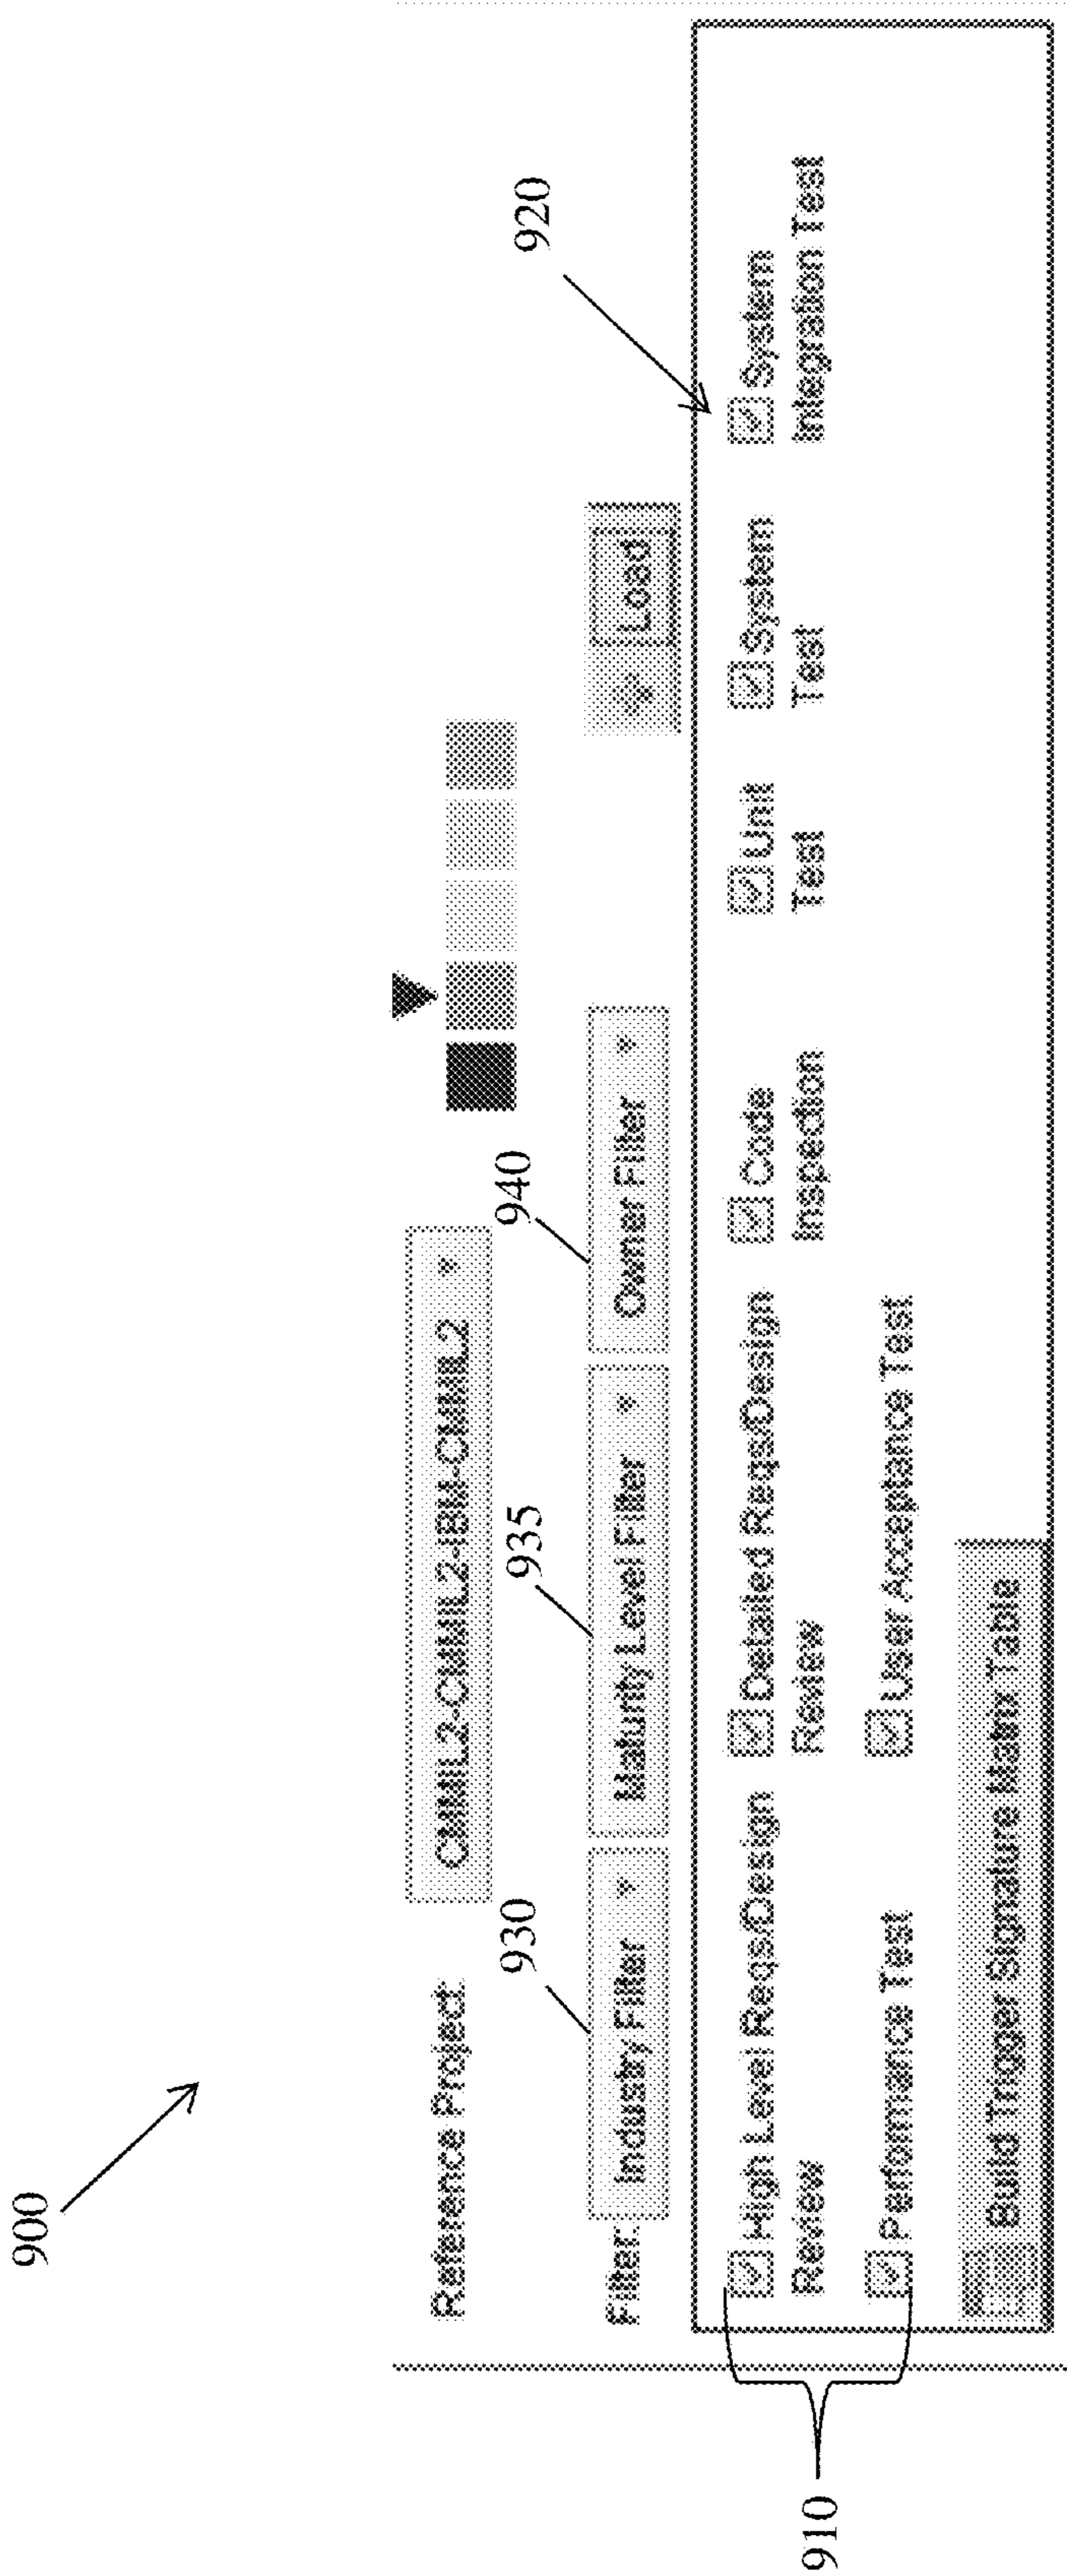 900
Reference Project:
CMMIL2-CMMIL2-IBM-CMMIL2
930
935
940
920
Filter:
Industry Filter
Maturity Level Filter
Owner Filter
Load
910
High Level Reqs/Design Review
Detailed Reqs/Design Review
Code Inspection
Unit Test
System Test
System Integration Test
Performance Test
User Acceptance Test
Build Trigger Signature Matrix Table